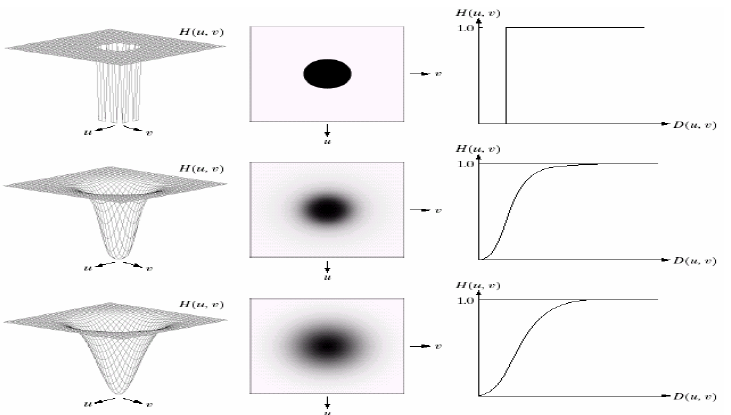 H(u, v)
u v
v
u
H(u, v)
1.0
D(u, v)
H(u, v)
u v
v
u
H(u, v)
1.0
D(u, v)
H(u, v)
u v
v
u
H(u, v)
1.0
D(u, v)